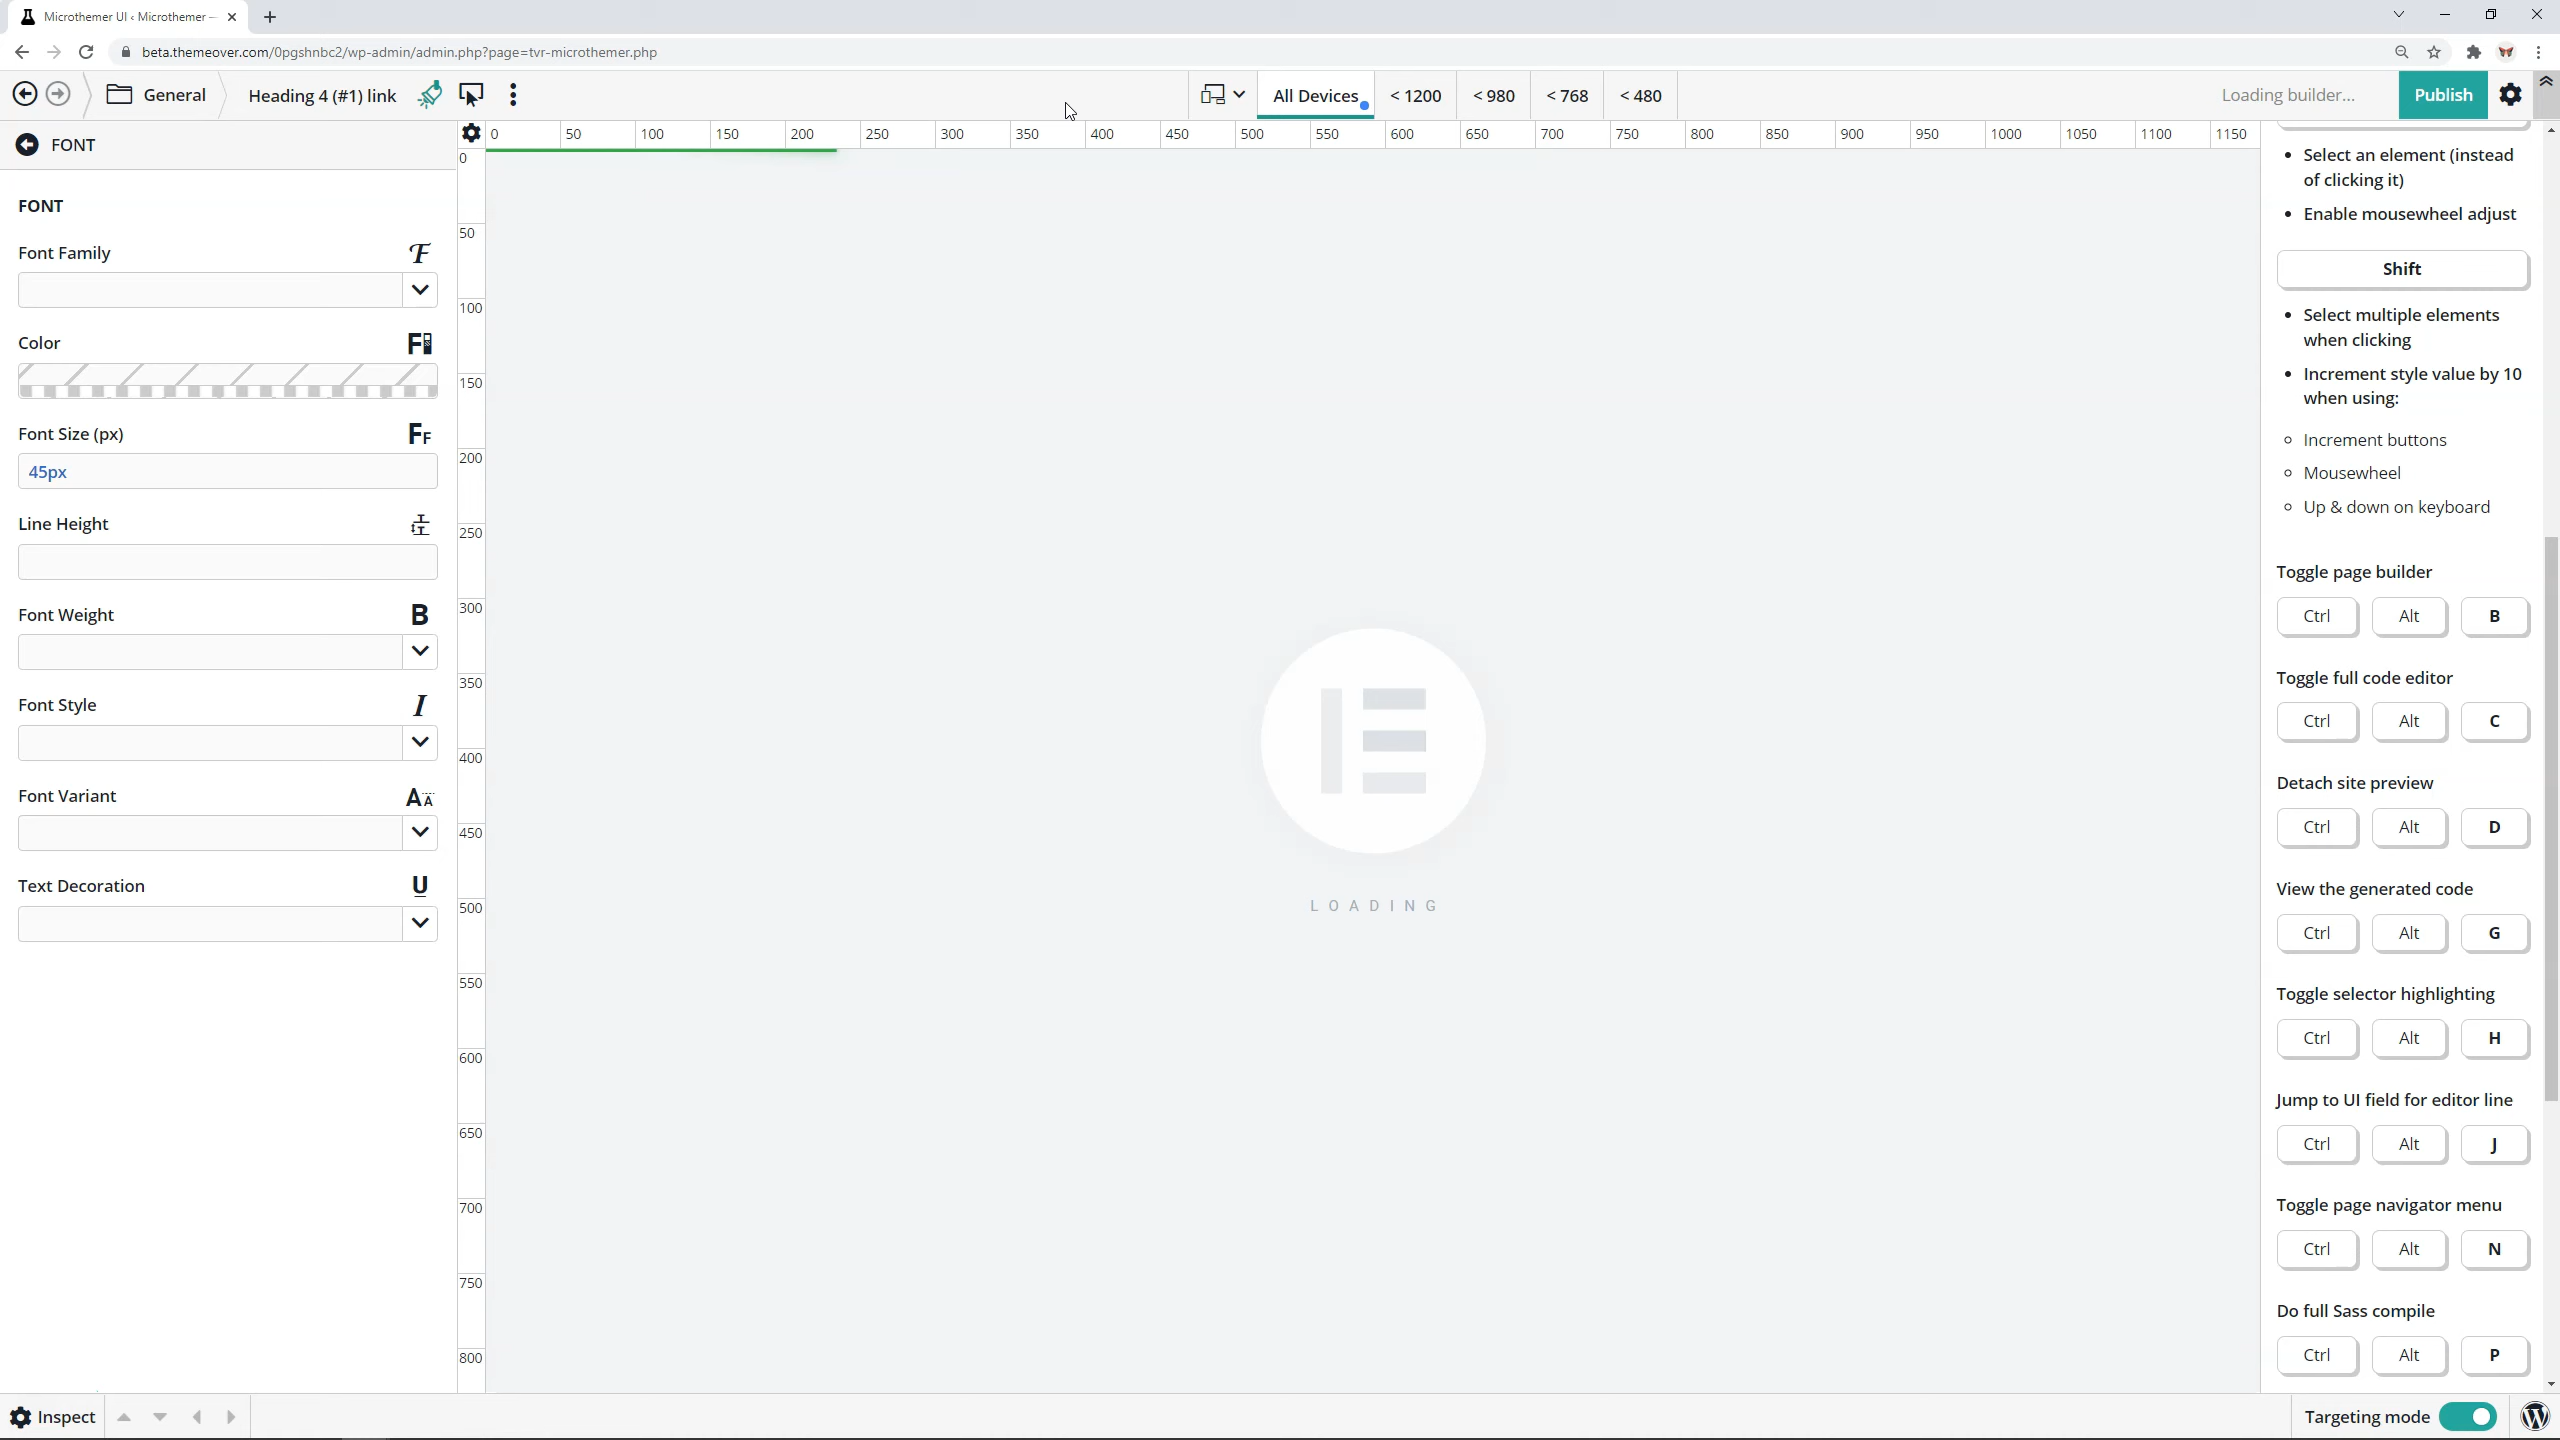 Microthemer UI ‹ Microthemer —
beta.themeover.com/0pgshnbc2/wp-admin/admin.php?page=tvr-microthemer.php
General
Heading 4 (#1) link
All Devices
< 1200
< 980
< 768
< 480
Loading builder...
Publish
FONT
0 50 100 150 200 250 300 350 400 450 500 550 600 650 700 750 800 850 900 950 1000 1050 1100 1150
FONT
Font Family
Color
Font Size (px)
45px
Line Height
Font Weight
Font Style
Font Variant
Text Decoration
0
50
100
150
200
250
300
350
400
450
500
550
600
650
700
750
800
LOADING
Select an element (instead
of clicking it)
Enable mousewheel adjust
Shift
Select multiple elements
when clicking
Increment style value by 10
when using:
Increment buttons
Mousewheel
Up & down on keyboard
Toggle page builder
Ctrl Alt B
Toggle full code editor
Ctrl Alt C
Detach site preview
Ctrl Alt D
View the generated code
Ctrl Alt G
Toggle selector highlighting
Ctrl Alt H
Jump to UI field for editor line
Ctrl Alt J
Toggle page navigator menu
Ctrl Alt N
Do full Sass compile
Ctrl Alt P
Inspect
Targeting mode